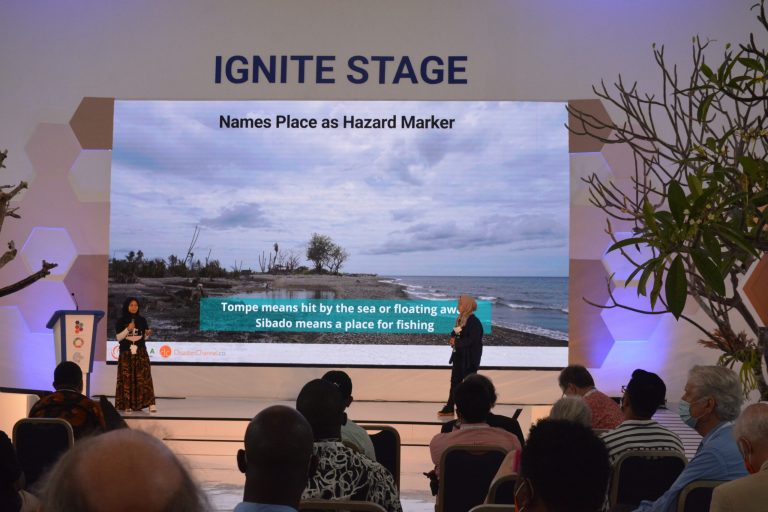 IGNITE STAGE
Names Place as Hazard Marker
Tompe means hit by the sea or floating aw
Sibado means a place for fishing
DisasterChannel.co